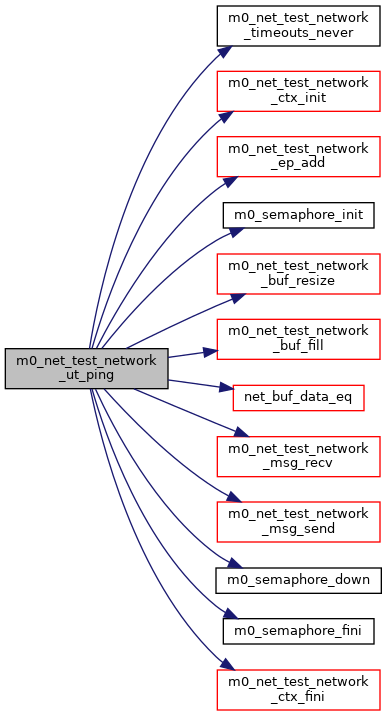 m0_net_test_network
_timeouts_never
m0_net_test_network
_ctx_init
m0_net_test_network
_ep_add
m0_semaphore_init
m0_net_test_network
_buf_resize
m0_net_test_network
_buf_fill
m0_net_test_network
_ut_ping
net_buf_data_eq
m0_net_test_network
_msg_recv
m0_net_test_network
_msg_send
m0_semaphore_down
m0_semaphore_fini
m0_net_test_network
_ctx_fini